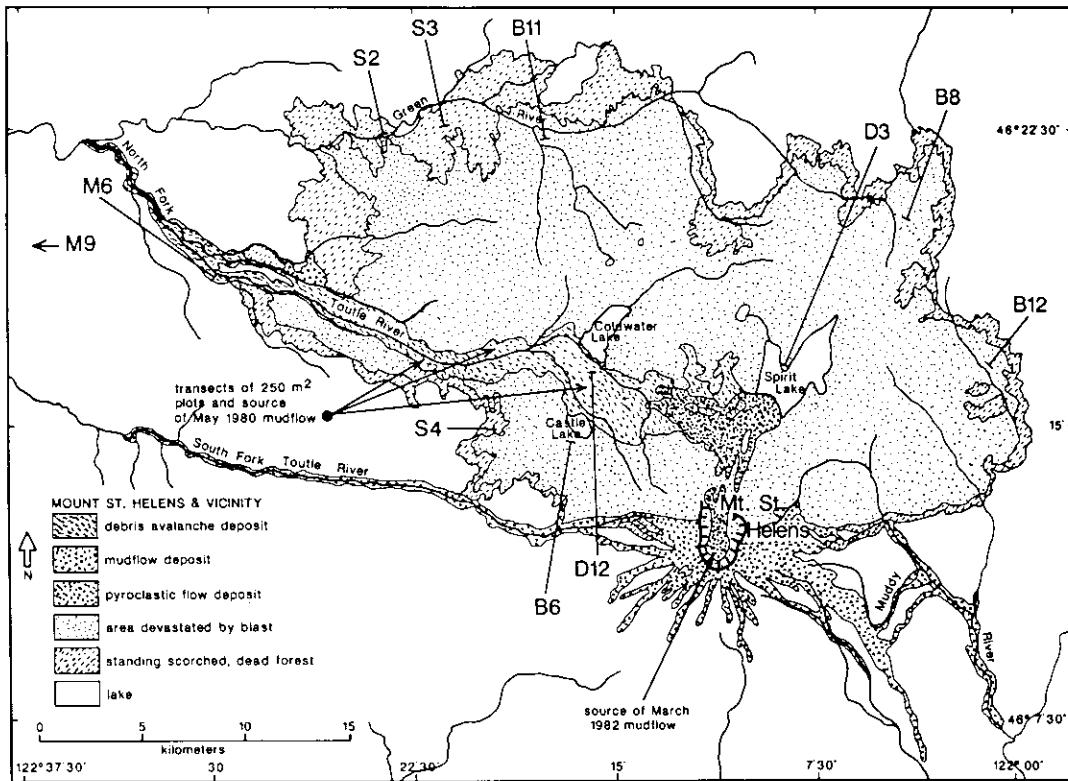 S2
S3
B11
B8
46° 22' 30"
D3
Green
River
North
Fork
M6
M9
Toutle River
Coldwater
Lake
Spirit
Lake
B12
transects of 250 m²
plots and source
of May 1980 mudflow
S4
Castle
Lake
15'
South Fork Toutle River
MOUNT ST. HELENS & VICINITY
debris avalanche deposit
mudflow deposit
pyroclastic flow deposit
area devastated by blast
standing scorched, dead forest
lake
N
Mt. St.
Helens
D12
B6
Muddy
River
source of March
1982 mudflow
46° 7' 30"
0 5 10 15
kilometers
122° 37' 30" 30 22' 30 15' 7' 30" 122° 00'